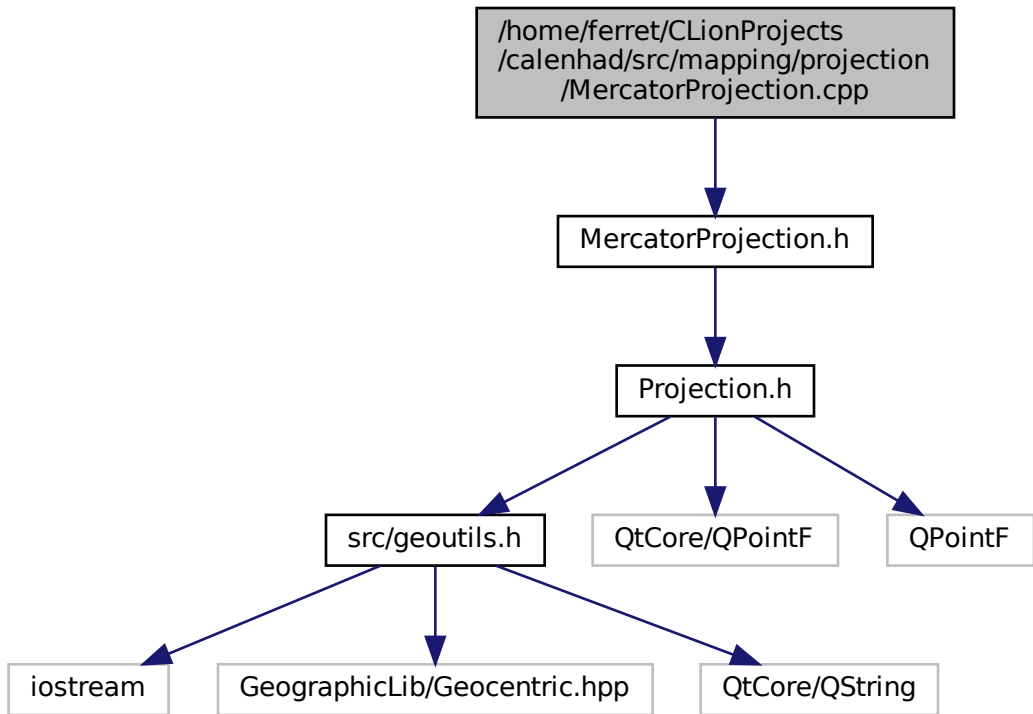 /home/ferret/CLionProjects
/calenhad/src/mapping/projection
/MercatorProjection.cpp
MercatorProjection.h
Projection.h
src/geoutils.h
QtCore/QPointF
QPointF
iostream
GeographicLib/Geocentric.hpp
QtCore/QString